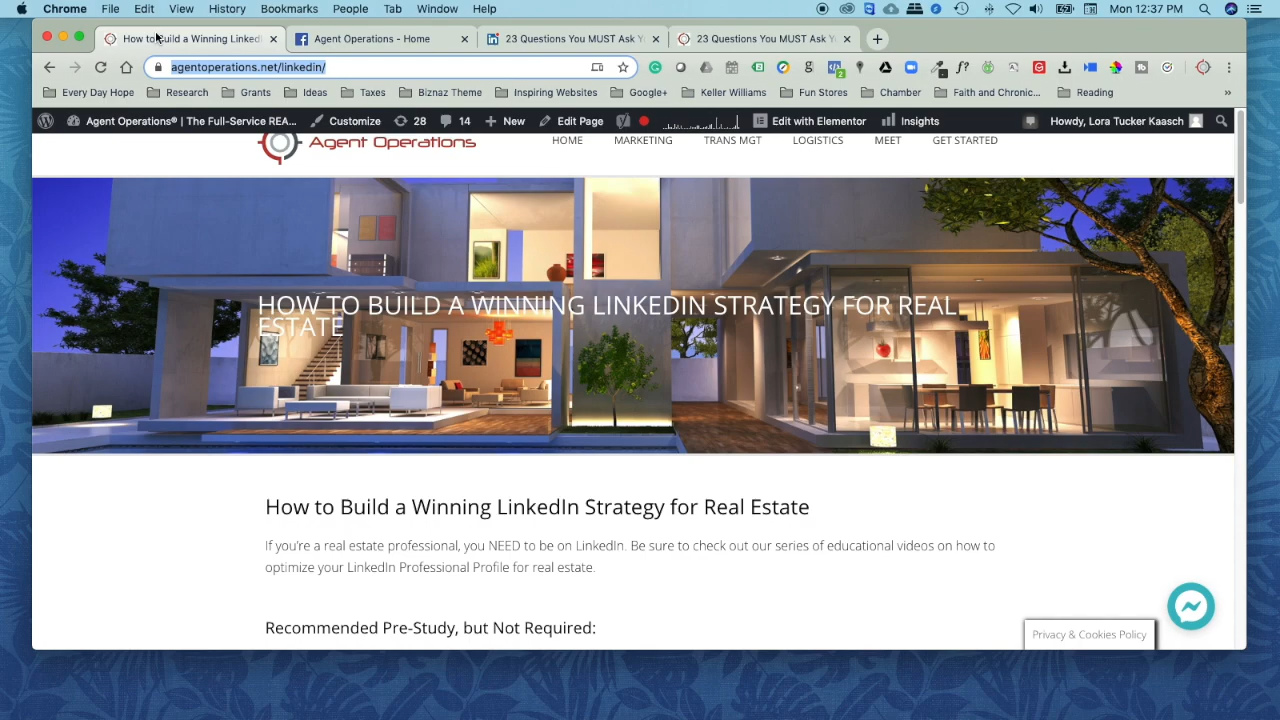 Chrome File Edit View History Bookmarks People Tab Window Help Mon 12:37 PM
How to Build a Winning LinkedIn Agent Operations - Home 23 Questions You MUST Ask Y 23 Questions You MUST Ask Y
agentoperations.net/linkedin/
Every Day Hope Research Grants Ideas Taxes Biznaz Theme Inspiring Websites Google+ Keller Williams Fun Stores Chamber Faith and Chronic... Reading »
Agent Operations® | The Full-Service REA... Customize 28 14 New Edit Page Edit with Elementor Insights Howdy, Lora Tucker Kaasch
Agent Operations HOME MARKETING TRANS MGT LOGISTICS MEET GET STARTED
HOW TO BUILD A WINNING LINKEDIN STRATEGY FOR REAL
ESTATE
How to Build a Winning LinkedIn Strategy for Real Estate
If you're a real estate professional, you NEED to be on LinkedIn. Be sure to check out our series of educational videos on how to
optimize your LinkedIn Professional Profile for real estate.
Recommended Pre-Study, but Not Required:
Privacy & Cookies Policy